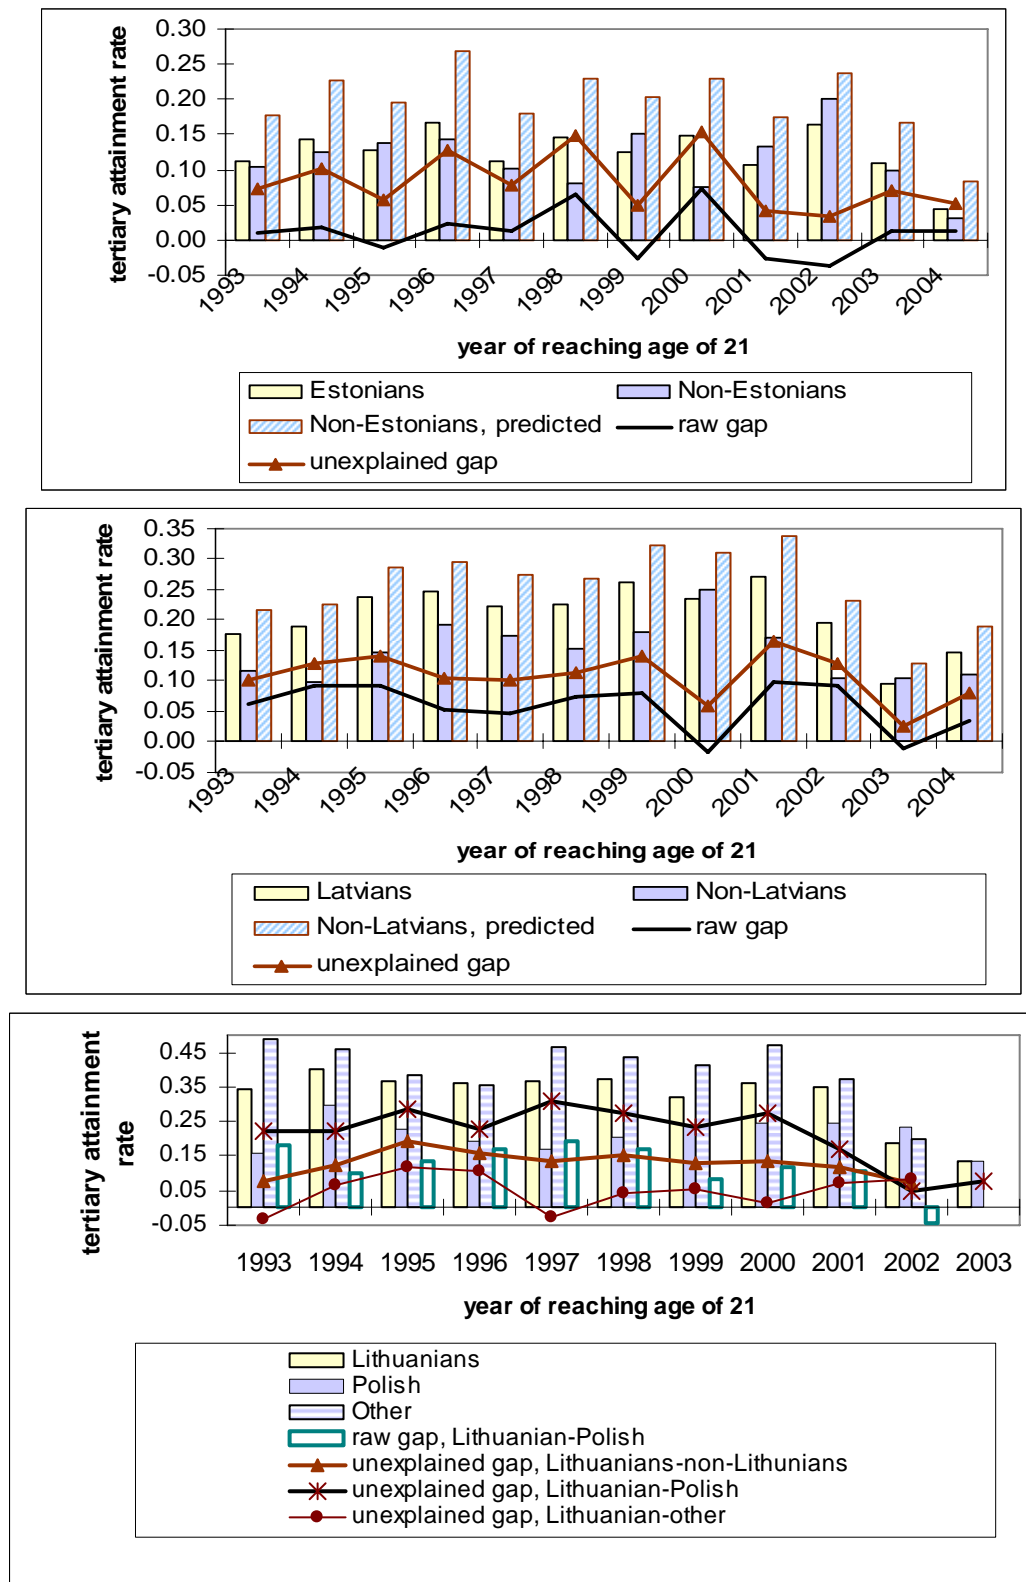 tertiary attainment rate
0.30
0.25
0.20
0.15
0.10
0.05
0.00
-0.05
1993 1994 1995 1996 1997 1998 1999 2000 2001 2002 2003 2004
year of reaching age of 21
Estonians Non-Estonians
Non-Estonians, predicted raw gap
unexplained gap
tertiary attainment rate
0.35
0.30
0.25
0.20
0.15
0.10
0.05
0.00
-0.05
1993 1994 1995 1996 1997 1998 1999 2000 2001 2002 2003 2004
year of reaching age of 21
Latvians Non-Latvians
Non-Latvians, predicted raw gap
unexplained gap
tertiary attainment
rate
0.45
0.35
0.25
0.15
0.05
-0.05
1993 1994 1995 1996 1997 1998 1999 2000 2001 2002 2003
year of reaching age of 21
Lithuanians
Polish
Other
raw gap, Lithuanian-Polish
unexplained gap, Lithuanians-non-Lithunians
unexplained gap, Lithuanian-Polish
unexplained gap, Lithuanian-other